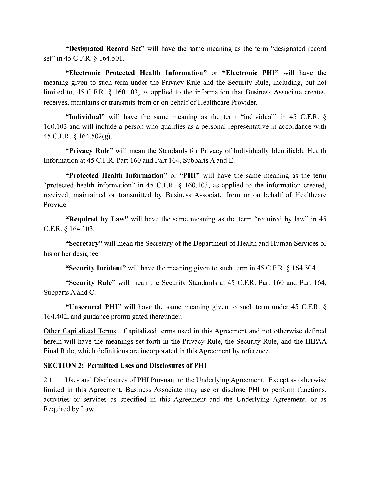 "Designated Record Set" will have the same meaning as the term "designated record
set" in 45 C.F.R. § 164.501.
"Electronic Protected Health Information" or "Electronic PHI" will have the
meaning given to such term under the Privacy Rule and the Security Rule, including, but not
limited to, 45 C.F.R. § 160.103, as applied to the information that Business Associate creates,
receives, maintains or transmits from or on behalf of Healthcare Provider.
"Individual" will have the same meaning as the term "individual" in 45 C.F.R. §
160.103 and will include a person who qualifies as a personal representative in accordance with
45 C.F.R. § 164.502(g).
"Privacy Rule" will mean the Standards for Privacy of Individually Identifiable Health
Information at 45 C.F.R. Part 160 and Part 164, Subparts A and E.
"Protected Health Information" or "PHI" will have the same meaning as the term
"protected health information" in 45 C.F.R. § 160.103, as applied to the information created,
received, maintained or transmitted by Business Associate from or on behalf of Healthcare
Provider.
"Required by Law" will have the same meaning as the term "required by law" in 45
C.F.R. § 164.103.
"Secretary" will mean the Secretary of the Department of Health and Human Services or
his or her designee.
"Security Incident" will have the meaning given to such term in 45 C.F.R. § 164.304.
"Security Rule" will mean the Security Standards at 45 C.F.R. Part 160 and Part 164,
Subparts A and C.
"Unsecured PHI" will have the same meaning given to such term under 45 C.F.R. §
164.402, and guidance promulgated thereunder.
Other Capitalized Terms. Capitalized terms used in this Agreement and not otherwise defined
herein will have the meanings set forth in the Privacy Rule, the Security Rule, and the HIPAA
Final Rule, which definitions are incorporated in this Agreement by reference.
SECTION 2: Permitted Uses and Disclosures of PHI
2.1 Uses and Disclosures of PHI Pursuant to the Underlying Agreement. Except as otherwise
limited in this Agreement, Business Associate may use or disclose PHI to perform functions,
activities or services as specified in this Agreement and the Underlying Agreement, or as
Required by Law.